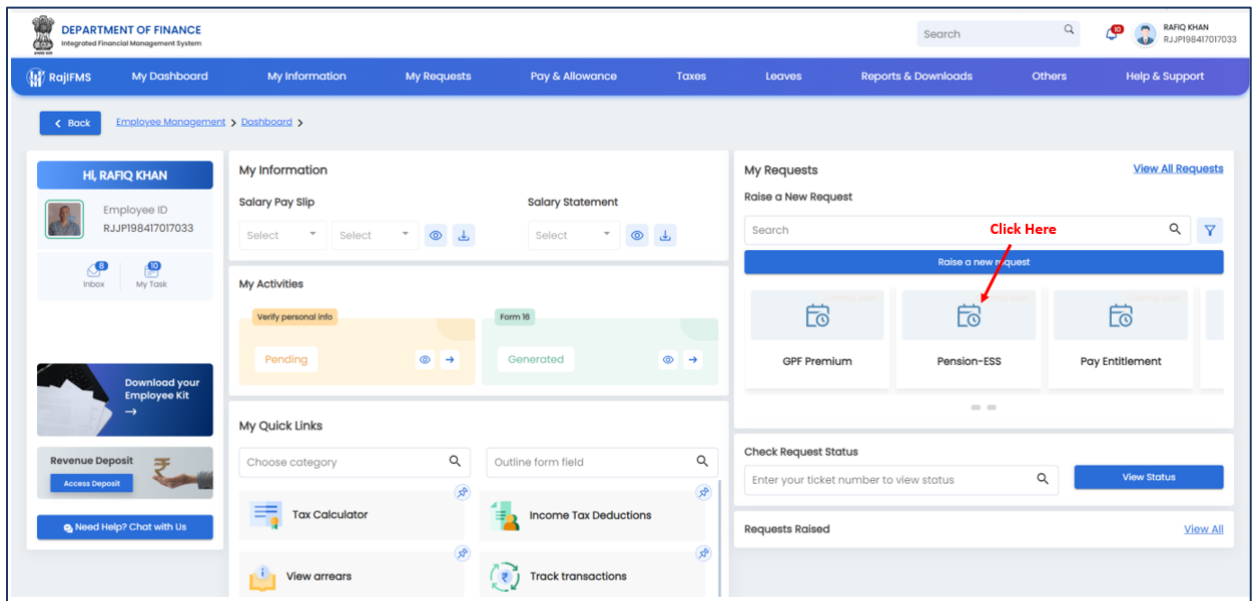 DEPARTMENT OF FINANCE
Integrated Financial Management System
Search
10
RAFIQ KHAN
RJJP198417017033
RajIFMS My Dashboard My Information My Requests Pay & Allowance Taxes Leaves Reports & Downloads Others Help & Support
< Back
Employee Management > Dashboard >
Hi, RAFIQ KHAN
Employee ID
RJJP198417017033
8
Inbox
10
My Task
Download your
Employee Kit
→
Revenue Deposit
Access Deposit
Need Help? Chat with Us
My Information
Salary Pay Slip
Select Select
Salary Statement
Select
My Activities
Verify personal info
Pending
Form 16
Generated
My Quick Links
Choose category
Outline form field
Tax Calculator
Income Tax Deductions
View arrears
Track transactions
My Requests
View All Requests
Raise a New Request
Search
Click Here
Raise a new request
GPF Premium
Pension-ESS
Pay Entitlement
Check Request Status
Enter your ticket number to view status
View Status
Requests Raised
View All